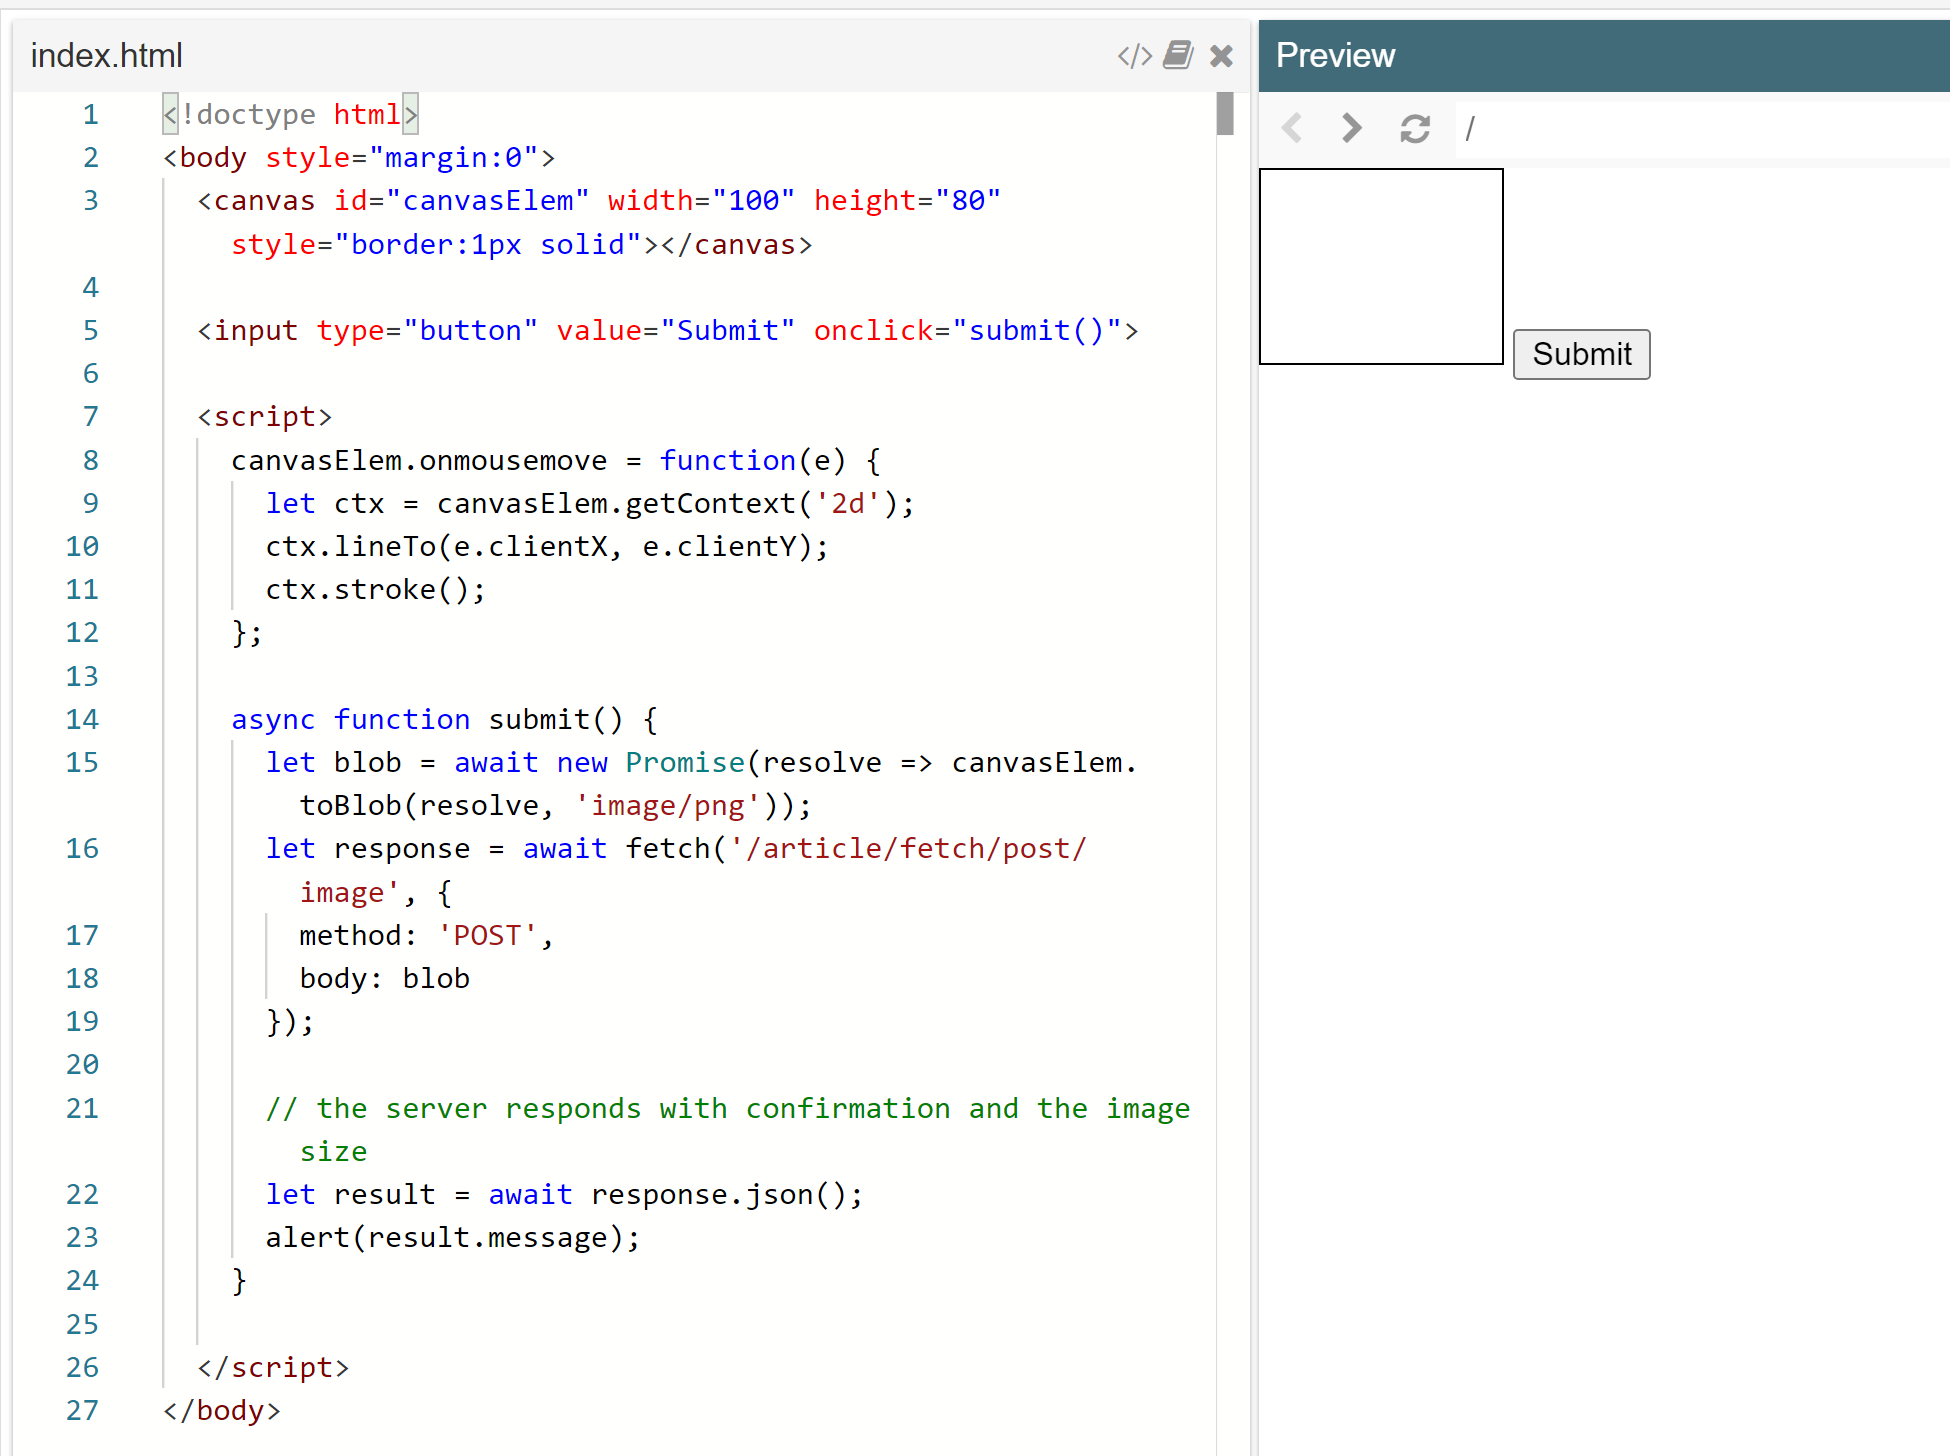 index.html
1 <!doctype html>
2 <body style="margin:0">
3 <canvas id="canvasElem" width="100" height="80"
style="border:1px solid"></canvas>
4
5 <input type="button" value="Submit" onclick="submit()">
6
7 <script>
8 canvasElem.onmousemove = function(e) {
9 let ctx = canvasElem.getContext('2d');
10 ctx.lineTo(e.clientX, e.clientY);
11 ctx.stroke();
12 };
13
14 async function submit() {
15 let blob = await new Promise(resolve => canvasElem.
toBlob(resolve, 'image/png'));
16 let response = await fetch('/article/fetch/post/
image', {
17 method: 'POST',
18 body: blob
19 });
20
21 // the server responds with confirmation and the image
size
22 let result = await response.json();
23 alert(result.message);
24 }
25
26 </script>
27 </body>
Preview
/
Submit